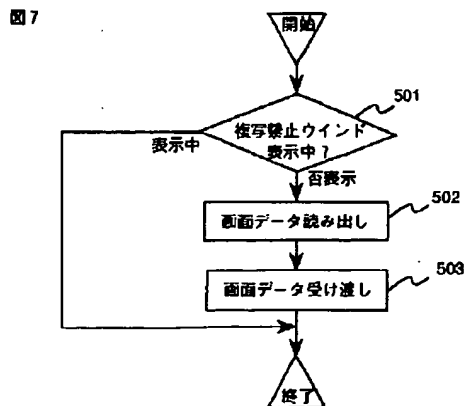 図7
開始
501
複写禁止ウインド
表示中?
表示中
否表示
502
画面データ読み出し
503
画面データ受け渡し
終了